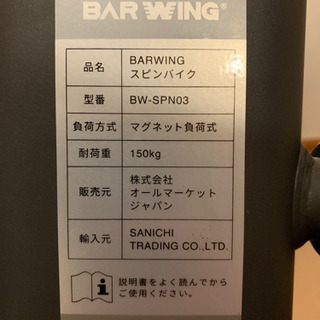 BARWING®
品名 BARWING
スピンバイク
型番 BW-SPN03
負荷方式 マグネット負荷式
耐荷重 150kg
販売元 株式会社
オールマーケット
ジャパン
輸入元 SANICHI
TRADING CO.,LTD.
説明書をよく読んでから
ご使用ください。